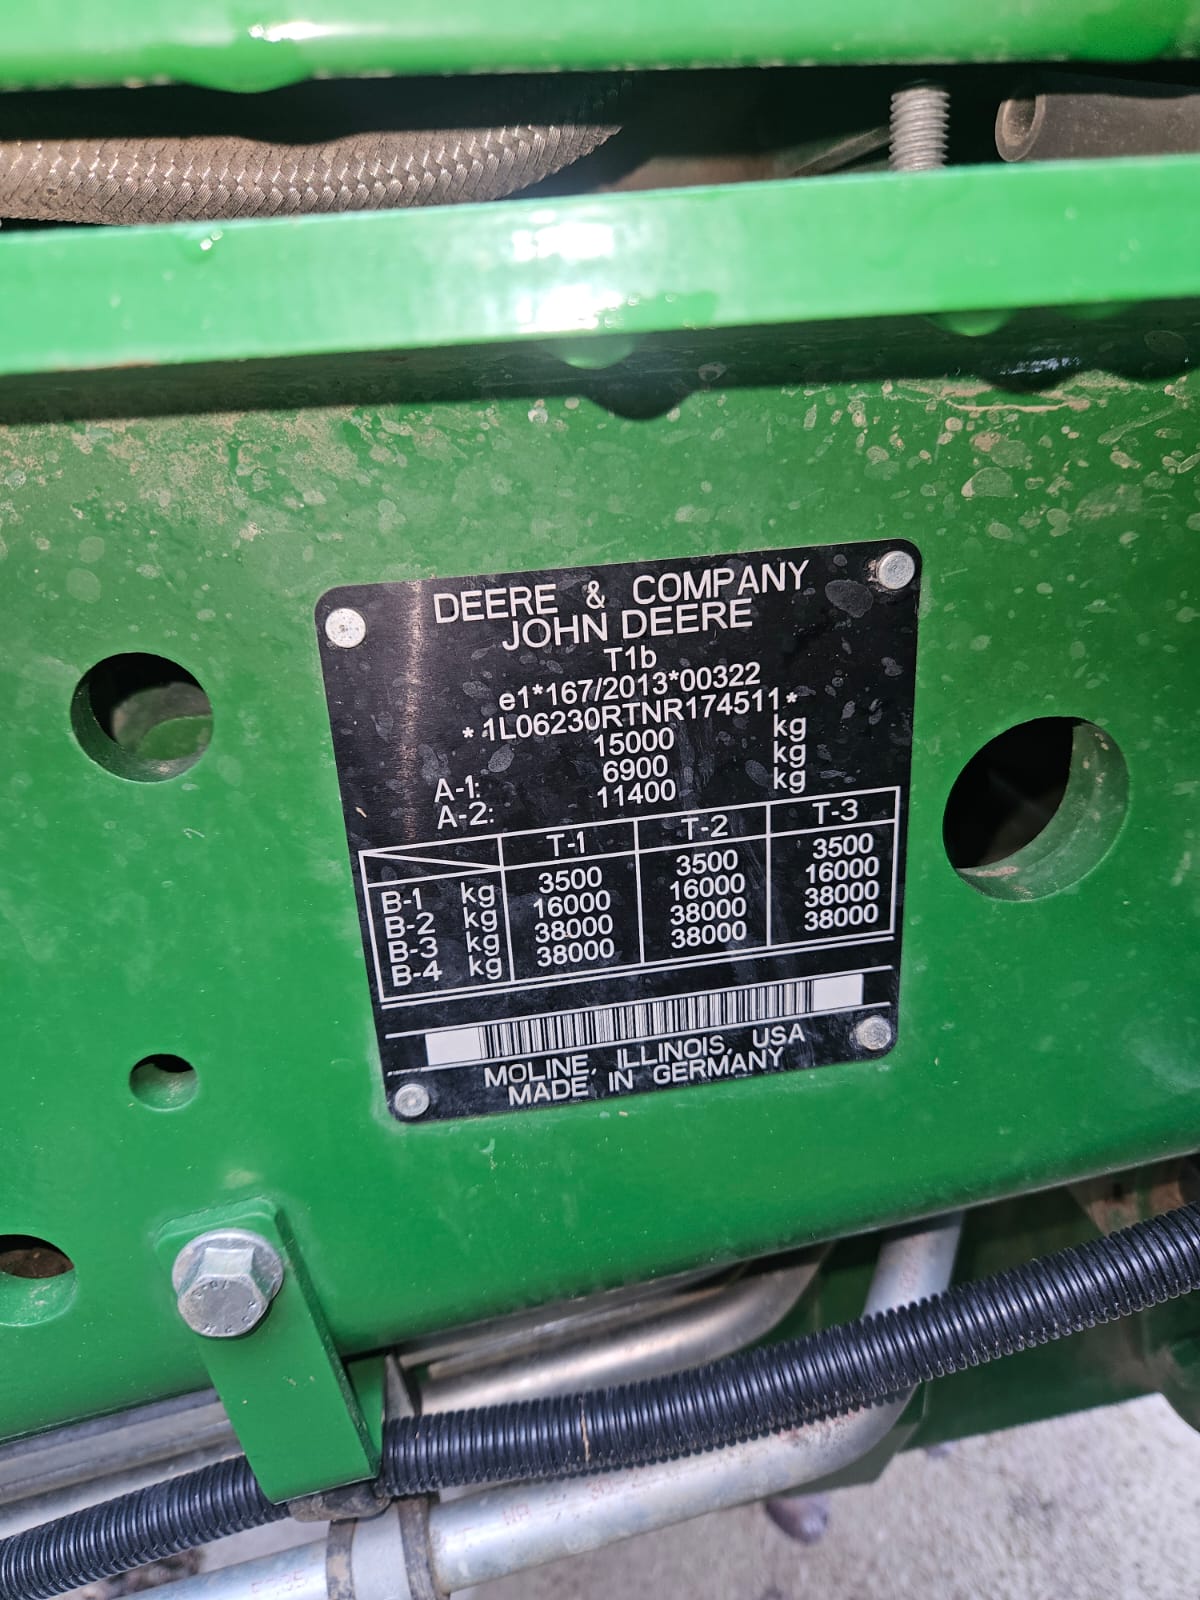 DEERE & COMPANY
JOHN DEERE
T1b
e1*167/2013*00322
*1L06230RTNR174511*
15000 kg
A-1: 6900 kg
A-2: 11400 kg
T-1 T-2 T-3
B-1 kg 3500 3500 3500
B-2 kg 16000 16000 16000
B-3 kg 38000 38000 38000
B-4 kg 38000 38000 38000
MOLINE, ILLINOIS, USA
MADE IN GERMANY